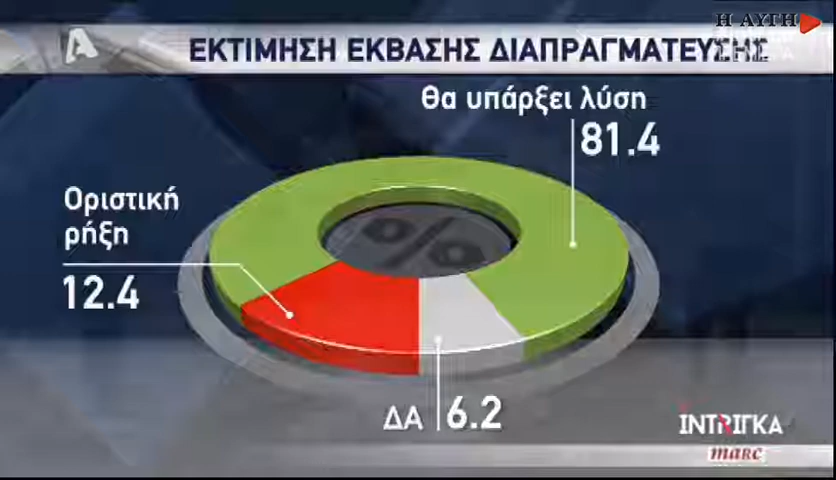 Η ΑΥΓΗ
ΕΚΤΙΜΗΣΗ ΕΚΒΑΣΗΣ ΔΙΑΠΡΑΓΜΑΤΕΥΣΗΣ
Θα υπάρξει λύση
81.4
Οριστική
ρήξη
12.4
%
ΔΑ 6.2
ΙΝΤΡΙΓΚΑ
marc